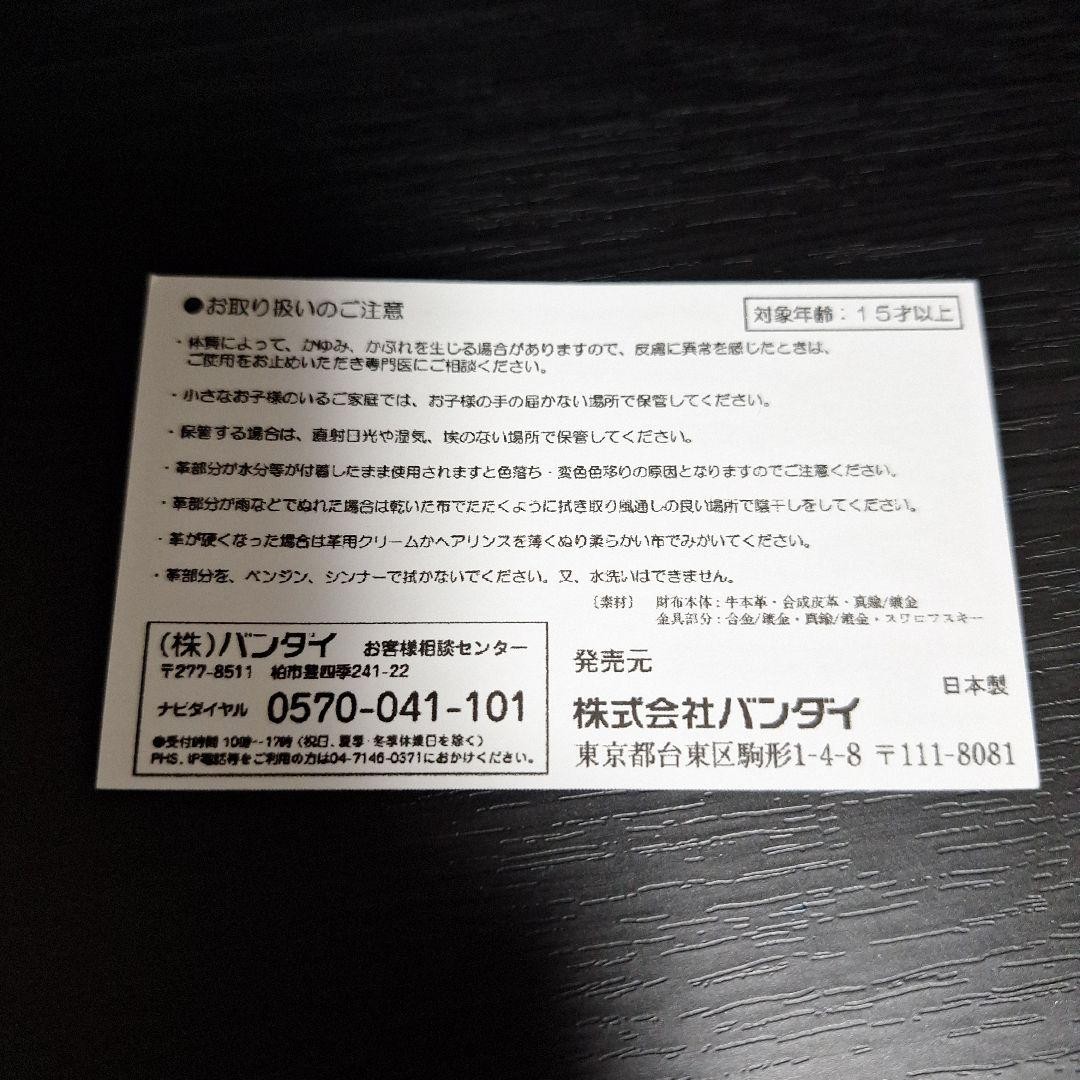 ●お取り扱いのご注意
対象年齢：１５才以上
・体質によって、かゆみ、かぶれを生じる場合がありますので、皮膚に異常を感じたときは、
ご使用をお止めいただき専門医にご相談ください。
・小さなお子様のいるご家庭では、お子様の手の届かない場所で保管してください。
・保管する場合は、直射日光や湿気、埃のない場所で保管してください。
・革部分が水分等が付着したまま使用されますと色落ち・変色色移りの原因となりますのでご注意ください。
・革部分が雨などでぬれた場合は乾いた布でたたくように拭き取り風通しの良い場所で陰干しをしてください。
・革が硬くなった場合は革用クリームかヘアリンスを薄くぬり柔らかい布でみがいてください。
・革部分を、ベンジン、シンナーで拭かないでください。又、水洗いはできません。
〔素材〕 財布本体：牛本革・合成皮革・真鍮/鍍金
金具部分：合金/鍍金・真鍮/鍍金・スワロフスキー
(株)バンダイ お客様相談センター
〒277-8511 柏市豊四季241-22
ナビダイヤル 0570-041-101
●受付時間 10時～17時 (祝日、夏季・冬季休業日を除く)
PHS、IP電話等をご利用の方は04-7146-0371におかけください。
発売元
日本製
株式会社バンダイ
東京都台東区駒形1-4-8 〒111-8081